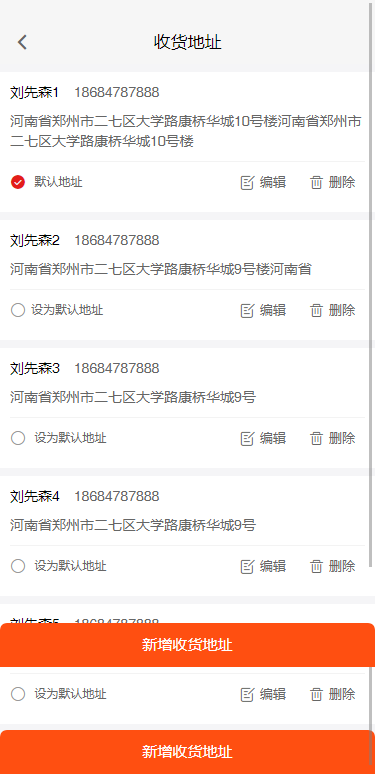 收货地址
刘先森1 18684787888
河南省郑州市二七区大学路康桥华城10号楼河南省郑州市
二七区大学路康桥华城10号楼
默认地址 编辑 删除
刘先森2 18684787888
河南省郑州市二七区大学路康桥华城9号楼河南省
设为默认地址 编辑 删除
刘先森3 18684787888
河南省郑州市二七区大学路康桥华城9号
设为默认地址 编辑 删除
刘先森4 18684787888
河南省郑州市二七区大学路康桥华城9号
设为默认地址 编辑 删除
刘先森5 18684787888
新增收货地址
设为默认地址 编辑 删除
新增收货地址